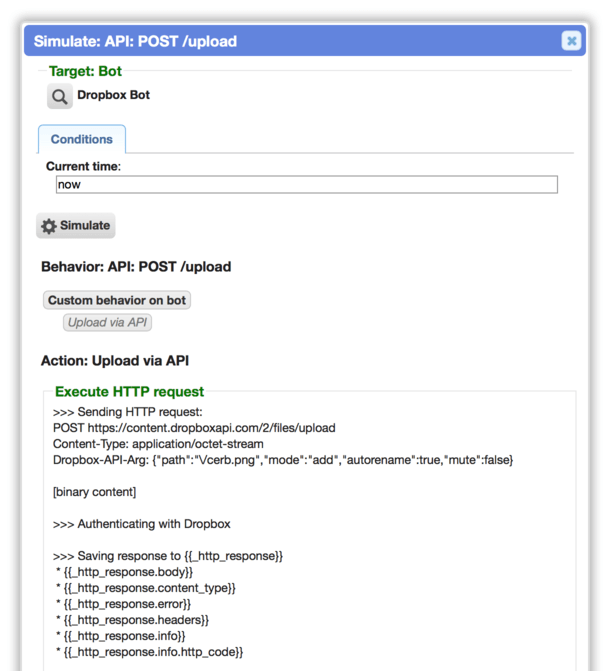 Simulate: API: POST /upload
Target: Bot
Dropbox Bot
Conditions
Current time:
now
Simulate
Behavior: API: POST /upload
Custom behavior on bot
Upload via API
Action: Upload via API
Execute HTTP request
>>> Sending HTTP request:
POST https://content.dropboxapi.com/2/files/upload
Content-Type: application/octet-stream
Dropbox-API-Arg: {"path":"\/cerb.png","mode":"add","autorename":true,"mute":false}
[binary content]
>>> Authenticating with Dropbox
>>> Saving response to {{_http_response}}
* {{_http_response.body}}
* {{_http_response.content_type}}
* {{_http_response.error}}
* {{_http_response.headers}}
* {{_http_response.info}}
* {{_http_response.info.http_code}}